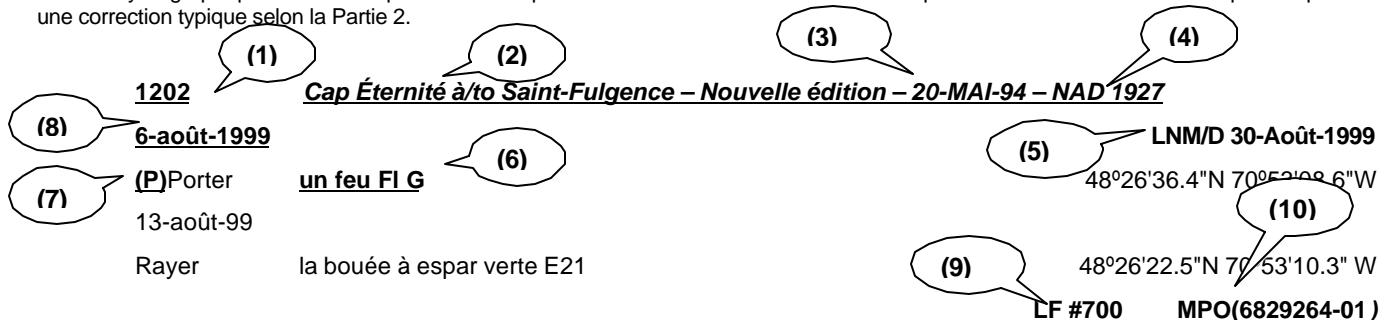 une correction typique selon la Partie 2.
(1) (2) (3) (4)
1202 Cap Éternité à/to Saint-Fulgence – Nouvelle édition – 20-MAI-94 – NAD 1927
(8) 6-août-1999 (5) LNM/D 30-Août-1999
(7) (P)Porter un feu Fl G (6) 48º26'36.4"N
13-août-99 (10)
Rayer la bouée à espar verte E21 (9) 48º26'22.5"N 70º53'10.3" W
LF #700 MPO(6829264-01)